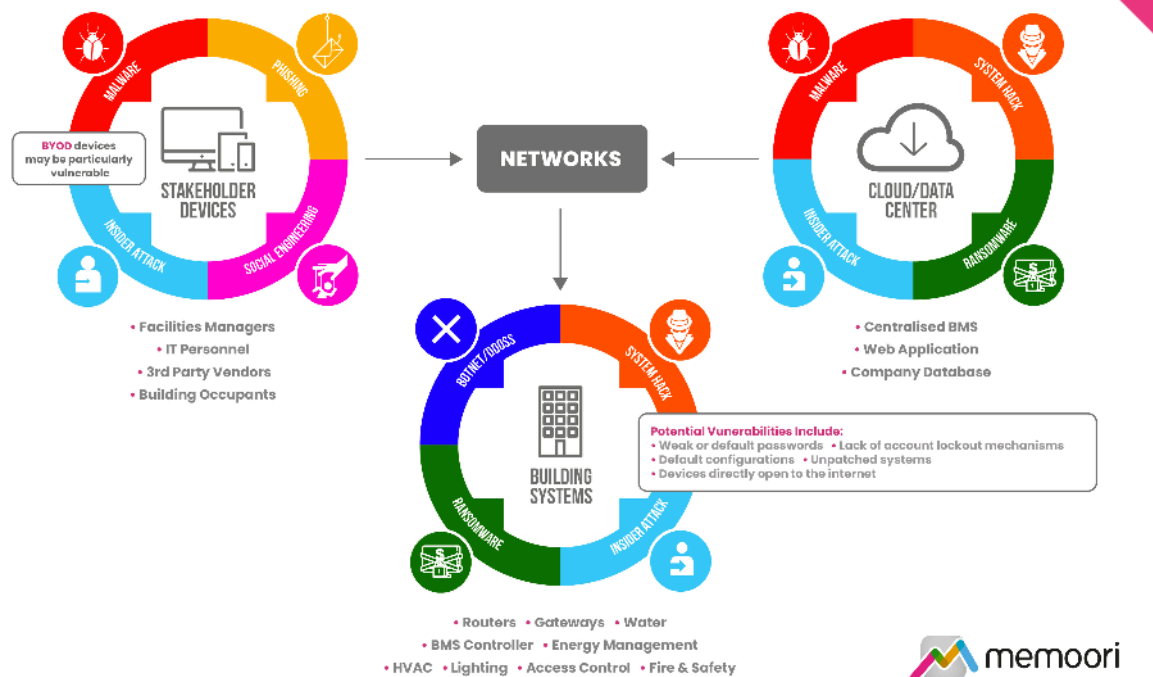 MALWARE
PHISHING
BYOD devices
may be particularly
vulnerable
STAKEHOLDER
DEVICES
INSIDER ATTACK
SOCIAL ENGINEERING
• Facilities Managers
• IT Personnel
• 3rd Party Vendors
• Building Occupants
NETWORKS
MALWARE
SYSTEM HACK
CLOUD/DATA
CENTER
INSIDER ATTACK
RANSOMWARE
• Centralised BMS
• Web Application
• Company Database
BOTNET/DDOSS
SYSTEM HACK
BUILDING
SYSTEMS
RANSOMWARE
INSIDER ATTACK
Potential Vunerabilities Include:
• Weak or default passwords • Lack of account lockout mechanisms
• Default configurations • Unpatched systems
• Devices directly open to the internet
• Routers • Gateways • Water
• BMS Controller • Energy Management
• HVAC • Lighting • Access Control • Fire & Safety
memoori